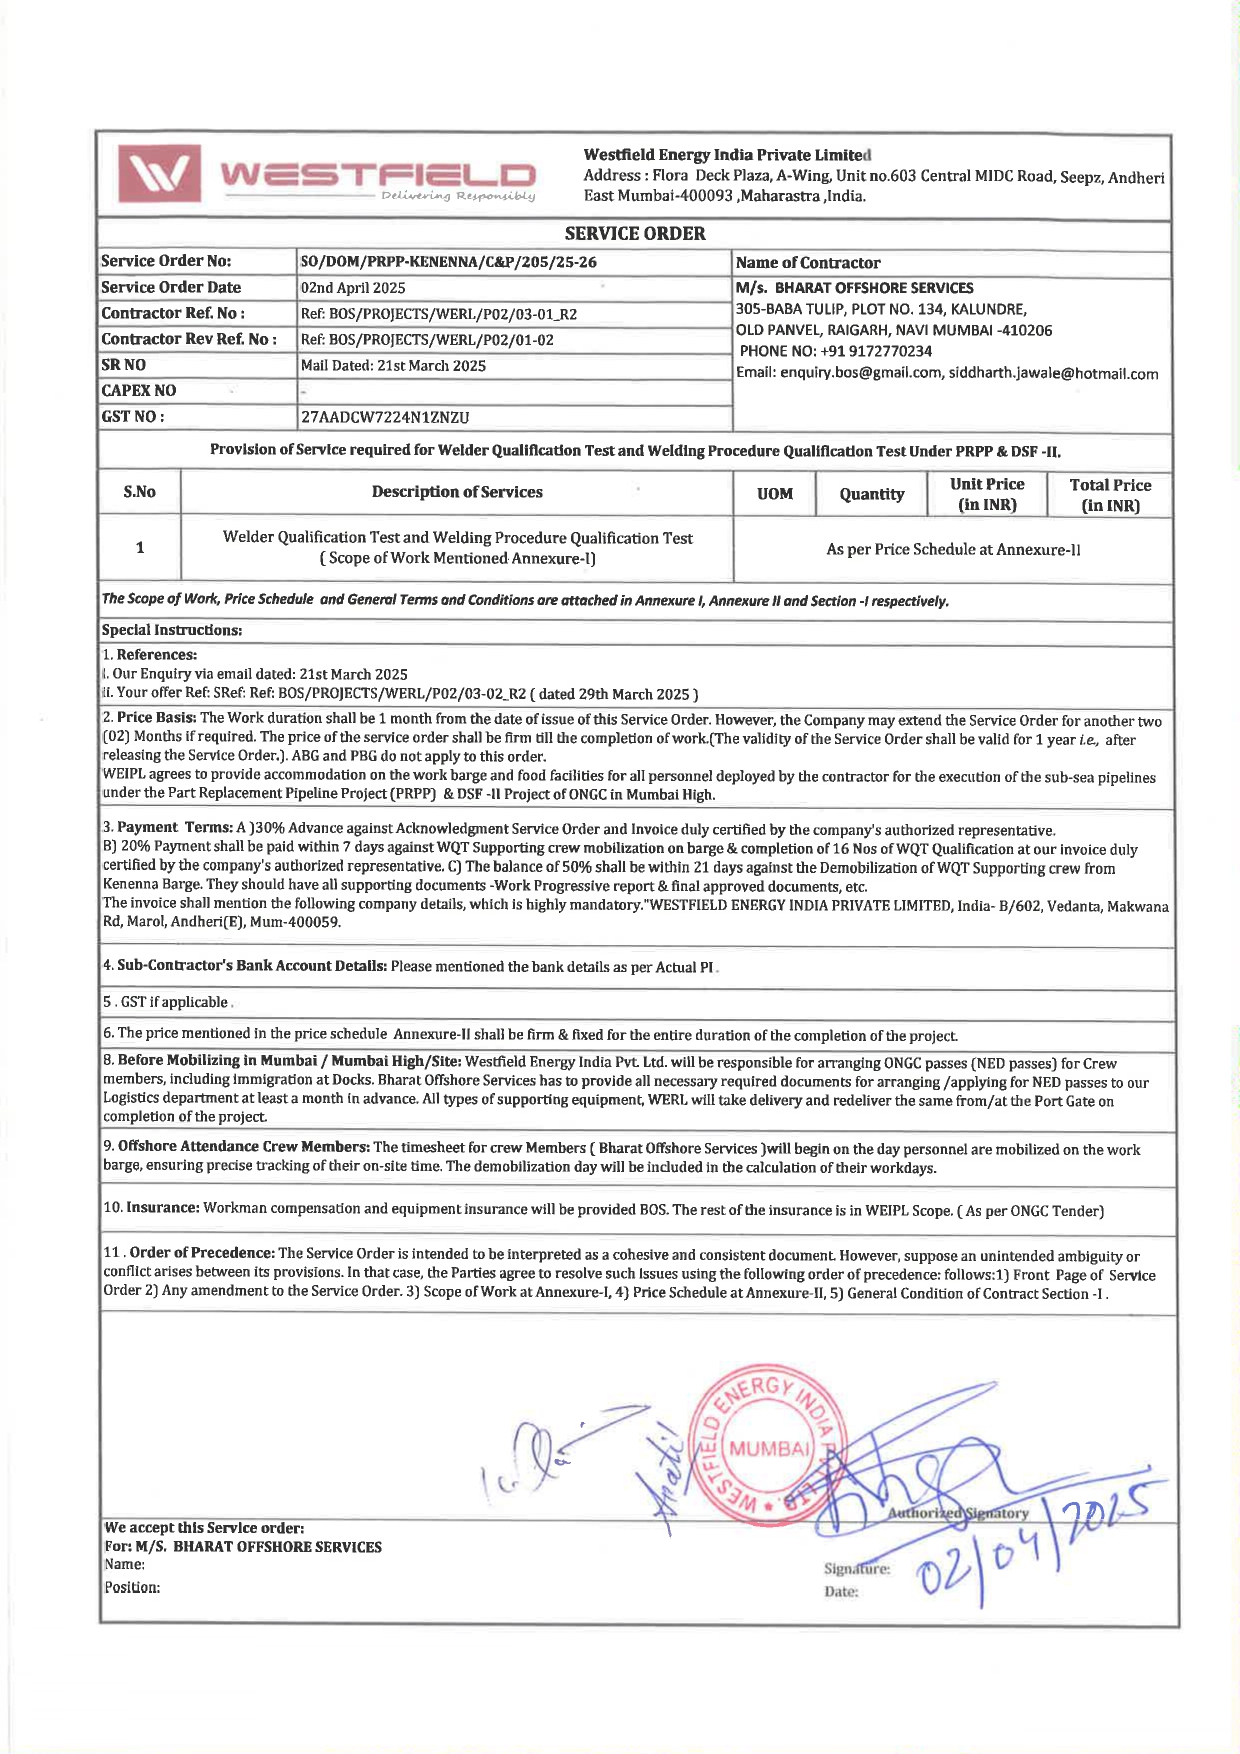 WESTFIELD
Delivering Responsibly
Westfield Energy India Private Limited
Address : Flora Deck Plaza, A-Wing, Unit no.603 Central MIDC Road, Seepz, Andheri
East Mumbai-400093 ,Maharastra ,India.
SERVICE ORDER
Service Order No: SO/DOM/PRPP-KENENNA/C&P/205/25-26
Service Order Date 02nd April 2025
Contractor Ref. No : Ref: BOS/PROJECTS/WERL/P02/03-01_R2
Contractor Rev Ref. No : Ref: BOS/PROJECTS/WERL/P02/01-02
SR NO Mail Dated: 21st March 2025
CAPEX NO -
GST NO : 27AADCW7224N1ZNZU
Name of Contractor
M/s. BHARAT OFFSHORE SERVICES
305-BABA TULIP, PLOT NO. 134, KALUNDRE,
OLD PANVEL, RAIGARH, NAVI MUMBAI -410206
PHONE NO: +91 9172770234
Email: enquiry.bos@gmail.com, siddharth.jawale@hotmail.com
Provision of Service required for Welder Qualification Test and Welding Procedure Qualification Test Under PRPP & DSF -II.
S.No Description of Services UOM Quantity Unit Price (in INR) Total Price (in INR)
1 Welder Qualification Test and Welding Procedure Qualification Test
( Scope of Work Mentioned Annexure-I)
As per Price Schedule at Annexure-II
The Scope of Work, Price Schedule and General Terms and Conditions are attached in Annexure I, Annexure II and Section -I respectively.
Special Instructions:
1. References:
i. Our Enquiry via email dated: 21st March 2025
ii. Your offer Ref: SRef: Ref: BOS/PROJECTS/WERL/P02/03-02_R2 ( dated 29th March 2025 )
2. Price Basis: The Work duration shall be 1 month from the date of issue of this Service Order. However, the Company may extend the Service Order for another two
(02) Months if required. The price of the service order shall be firm till the completion of work.(The validity of the Service Order shall be valid for 1 year i.e., after
releasing the Service Order.). ABG and PBG do not apply to this order.
WEIPL agrees to provide accommodation on the work barge and food facilities for all personnel deployed by the contractor for the execution of the sub-sea pipelines
under the Part Replacement Pipeline Project (PRPP) & DSF -II Project of ONGC in Mumbai High.
3. Payment Terms: A )30% Advance against Acknowledgment Service Order and Invoice duly certified by the company's authorized representative.
B) 20% Payment shall be paid within 7 days against WQT Supporting crew mobilization on barge & completion of 16 Nos of WQT Qualification at our invoice duly
certified by the company's authorized representative. C) The balance of 50% shall be within 21 days against the Demobilization of WQT Supporting crew from
Kenenna Barge. They should have all supporting documents -Work Progressive report & final approved documents, etc.
The invoice shall mention the following company details, which is highly mandatory."WESTFIELD ENERGY INDIA PRIVATE LIMITED, India- B/602, Vedanta, Makwana
Rd, Marol, Andheri(E), Mum-400059.
4. Sub-Contractor's Bank Account Details: Please mentioned the bank details as per Actual PI.
5 . GST if applicable .
6. The price mentioned in the price schedule Annexure-II shall be firm & fixed for the entire duration of the completion of the project.
8. Before Mobilizing in Mumbai / Mumbai High/Site: Westfield Energy India Pvt. Ltd. will be responsible for arranging ONGC passes (NED passes) for Crew
members, including Immigration at Docks. Bharat Offshore Services has to provide all necessary required documents for arranging /applying for NED passes to our
Logistics department at least a month in advance. All types of supporting equipment, WERL will take delivery and redeliver the same from/at the Port Gate on
completion of the project.
9. Offshore Attendance Crew Members: The timesheet for crew Members ( Bharat Offshore Services )will begin on the day personnel are mobilized on the work
barge, ensuring precise tracking of their on-site time. The demobilization day will be included in the calculation of their workdays.
10. Insurance: Workman compensation and equipment insurance will be provided BOS. The rest of the insurance is in WEIPL Scope. ( As per ONGC Tender)
11 . Order of Precedence: The Service Order is intended to be interpreted as a cohesive and consistent document. However, suppose an unintended ambiguity or
conflict arises between its provisions. In that case, the Parties agree to resolve such Issues using the following order of precedence: follows:1) Front Page of Service
Order 2) Any amendment to the Service Order. 3) Scope of Work at Annexure-I, 4) Price Schedule at Annexure-II, 5) General Condition of Contract Section -I .
WESTFIELD ENERGY INDIA PVT. LTD.
MUMBAI
Authorized Signatory
We accept this Service order:
For: M/S. BHARAT OFFSHORE SERVICES
Name:
Position:
Signature:
Date:
02/04/2025